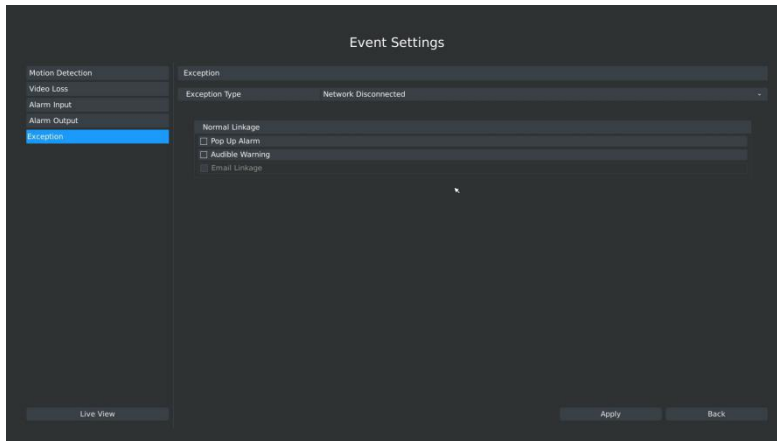 Event Settings
Motion Detection
Video Loss
Alarm Input
Alarm Output
Exception
Exception
Exception Type Network Disconnected
Normal Linkage
Pop Up Alarm
Audible Warning
Email Linkage
Live View
Apply Back